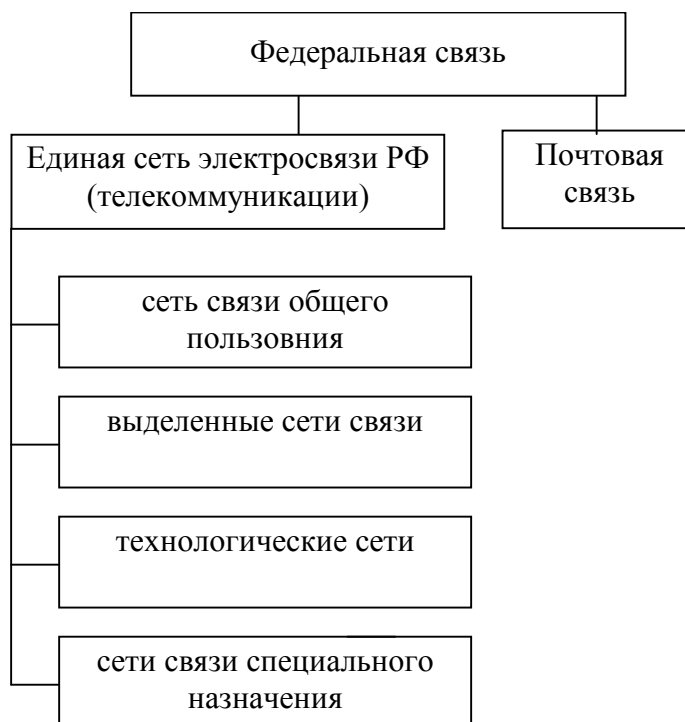 Федеральная связь
Единая сеть электросвязи РФ
(телекоммуникации)
Почтовая
связь
сеть связи общего
пользовния
выделенные сети связи
технологические сети
сети связи специального
назначения